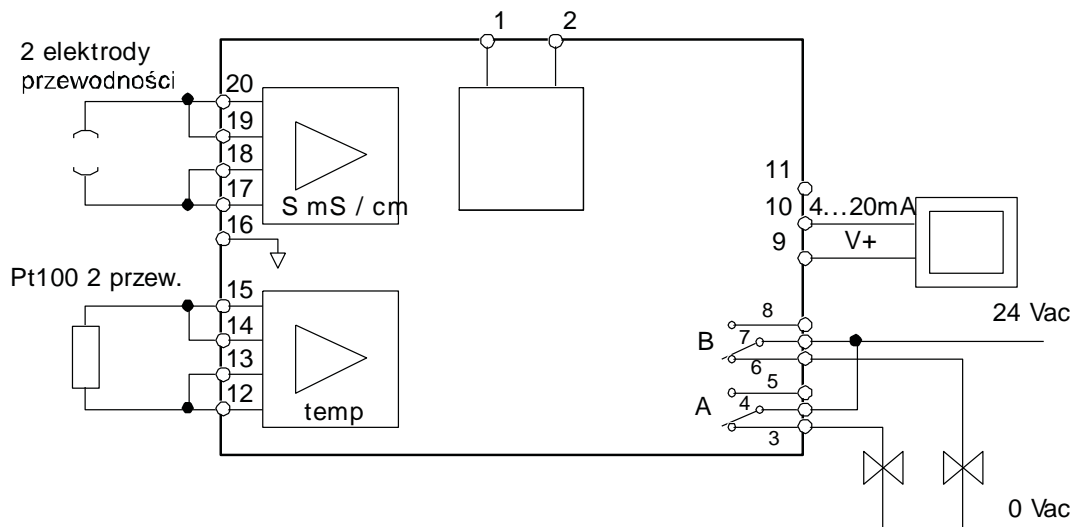 1 2
2 elektrody
przewodności
20
19
18
17
S mS / cm
16
11
10 4...20mA
9 V+
Pt100 2 przew.
15
14
13
12
temp
24 Vac
8
B 7
6
5
A 4
3
0 Vac